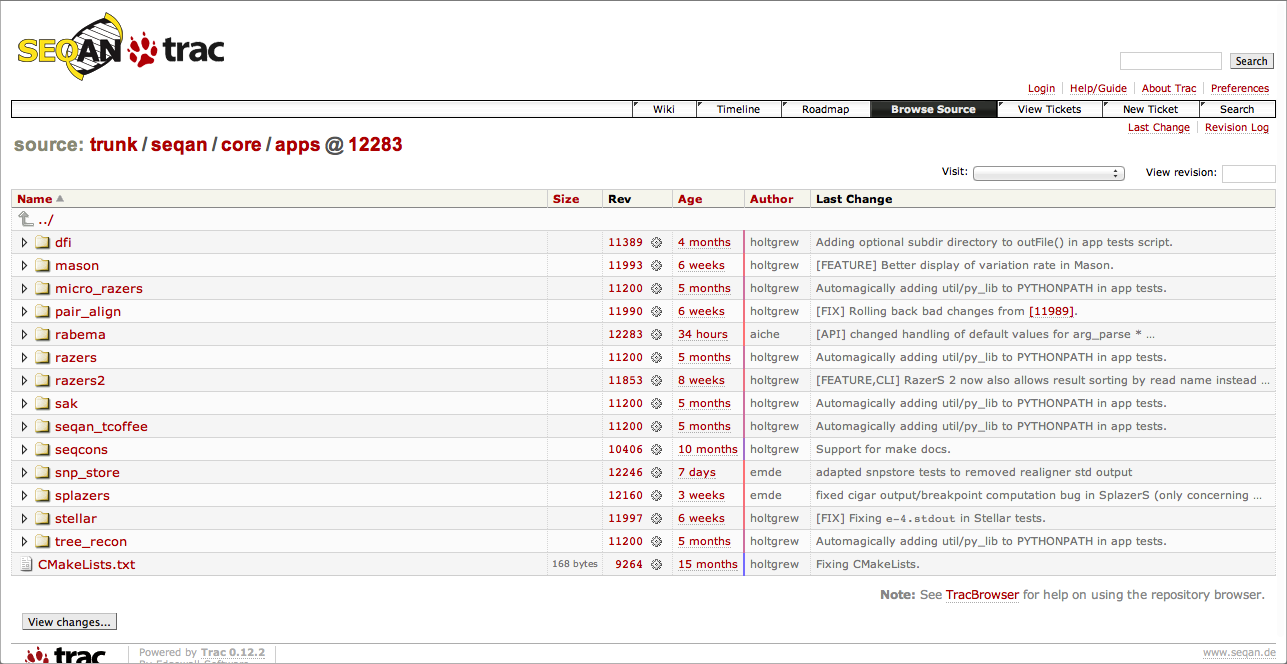 SEQAN trac
Search
Login Help/Guide About Trac Preferences
Wiki Timeline Roadmap Browse Source View Tickets New Ticket Search
Last Change Revision Log
source: trunk / seqan / core / apps @ 12283
Visit: View revision:
Name Size Rev Age Author Last Change
../
dfi 11389 4 months holtgrew Adding optional subdir directory to outFile() in app tests script.
mason 11993 6 weeks holtgrew [FEATURE] Better display of variation rate in Mason.
micro_razers 11200 5 months holtgrew Automagically adding util/py_lib to PYTHONPATH in app tests.
pair_align 11990 6 weeks holtgrew [FIX] Rolling back bad changes from [11989].
rabema 12283 34 hours aiche [API] changed handling of default values for arg_parse * ...
razers 11200 5 months holtgrew Automagically adding util/py_lib to PYTHONPATH in app tests.
razers2 11853 8 weeks holtgrew [FEATURE,CLI] RazerS 2 now also allows result sorting by read name instead ...
sak 11200 5 months holtgrew Automagically adding util/py_lib to PYTHONPATH in app tests.
seqan_tcoffee 11200 5 months holtgrew Automagically adding util/py_lib to PYTHONPATH in app tests.
seqcons 10406 10 months holtgrew Support for make docs.
snp_store 12246 7 days emde adapted snpstore tests to removed realigner std output
splazers 12160 3 weeks emde fixed cigar output/breakpoint computation bug in SplazerS (only concerning ...
stellar 11997 6 weeks holtgrew [FIX] Fixing e-4.stdout in Stellar tests.
tree_recon 11200 5 months holtgrew Automagically adding util/py_lib to PYTHONPATH in app tests.
CMakeLists.txt 168 bytes 9264 15 months holtgrew Fixing CMakeLists.
Note: See TracBrowser for help on using the repository browser.
View changes...
trac Powered by Trac 0.12.2 www.seqan.de
By Edgewall Software